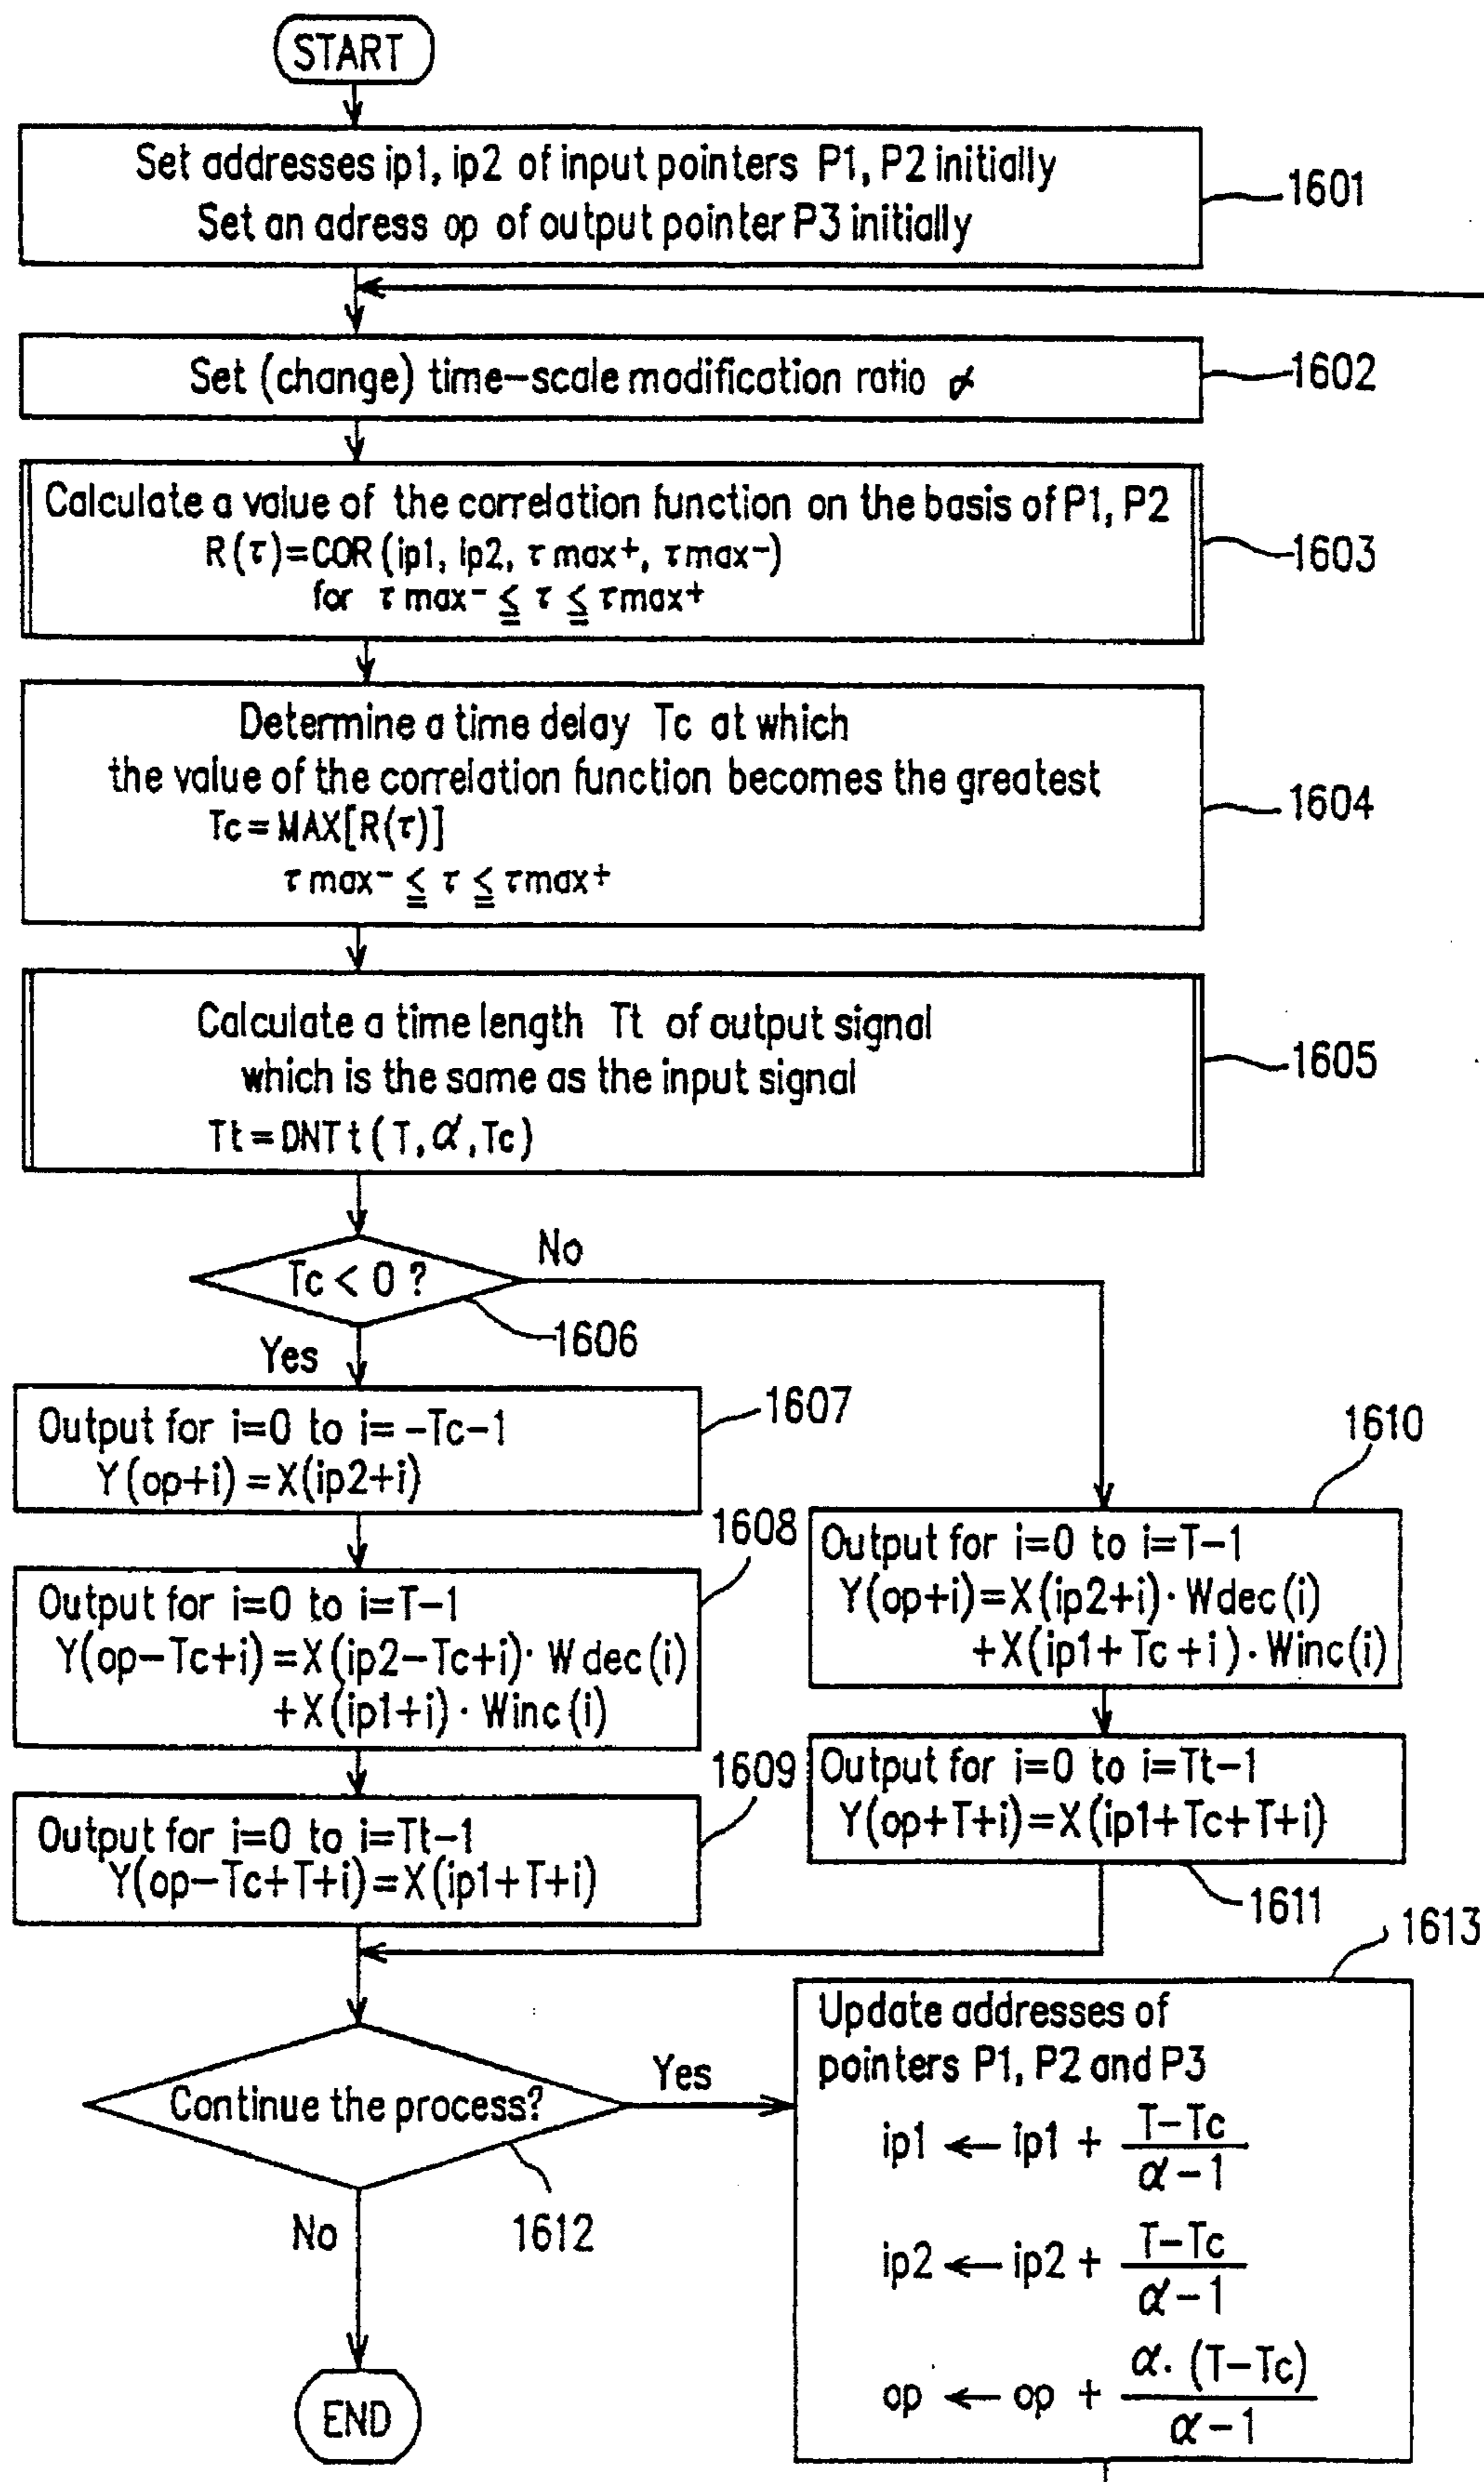 START
Set addresses ip1, ip2 of input pointers P1, P2 initially
Set an adress op of output pointer P3 initially
1601
Set (change) time-scale modification ratio α
1602
Calculate a value of the correlation function on the basis of P1, P2
R(τ)=COR(ip1, ip2, τmax+, τmax-)
for τmax- ≦ τ ≦ τmax+
1603
Determine a time delay Tc at which
the value of the correlation function becomes the greatest
Tc=MAX[R(τ)]
τmax- ≦ τ ≦ τmax+
1604
Calculate a time length Tt of output signal
which is the same as the input signal
Tt=DNTt(T, α, Tc)
1605
Tc < 0 ?
No
1606
Yes
Output for i=0 to i= -Tc-1
Y(op+i)=X(ip2+i)
1607
Output for i=0 to i=T-1
Y(op-Tc+i)=X(ip2-Tc+i)· Wdec(i)
+X(ip1+i)· Winc(i)
1608
Output for i=0 to i=Tt-1
Y(op-Tc+T+i)=X(ip1+T+i)
1609
1610
Output for i=0 to i=T-1
Y(op+i)=X(ip2+i)· Wdec(i)
+X(ip1+Tc+i)· Winc(i)
Output for i=0 to i=Tt-1
Y(op+T+i)=X(ip1+Tc+T+i)
1611
Continue the process?
Yes
1612
No
1613
Update addresses of
pointers P1, P2 and P3
ip1 ← ip1 + T-Tc
α-1
ip2 ← ip2 + T-Tc
α-1
op ← op + α· (T-Tc)
α-1
END